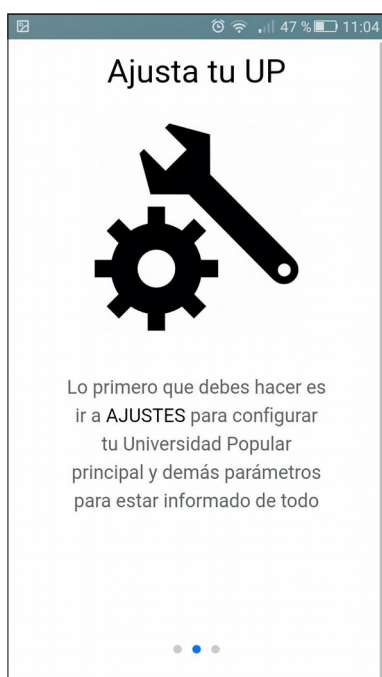 47 % 11:04
Ajusta tu UP
Lo primero que debes hacer es
ir a AJUSTES para configurar
tu Universidad Popular
principal y demás parámetros
para estar informado de todo